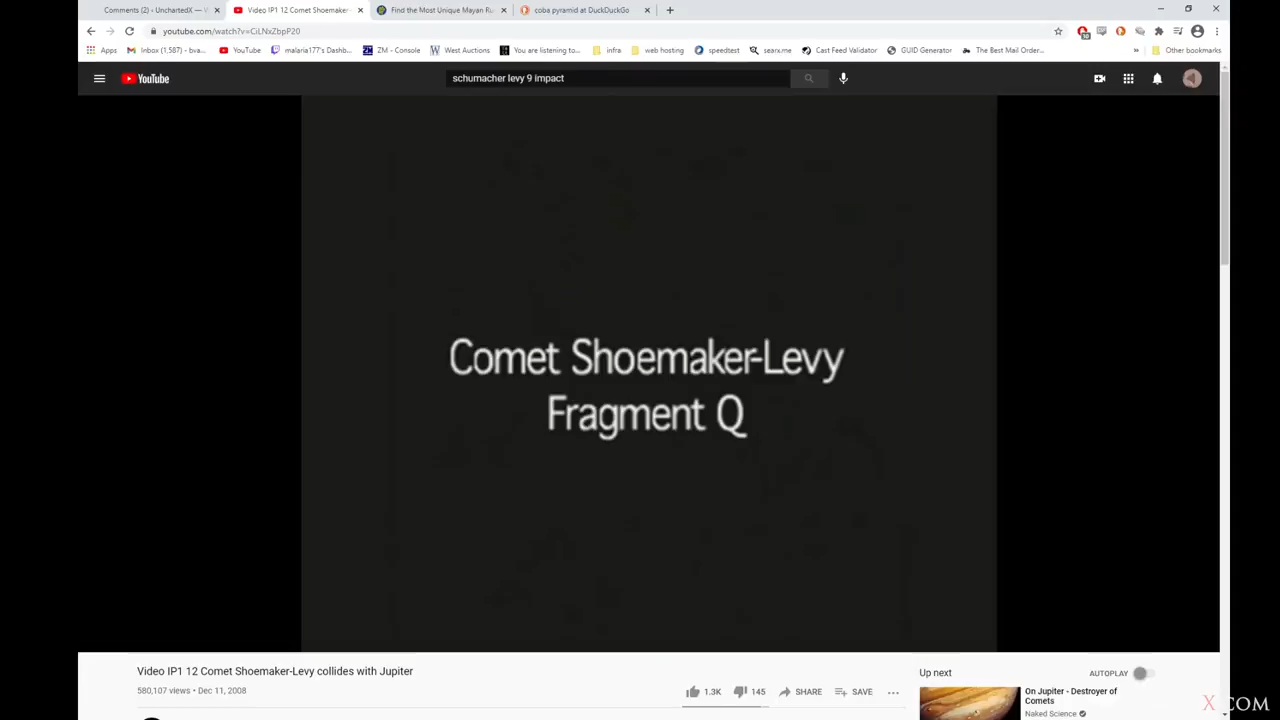 Comments (2) - UnchartedX —
Video IP1 12 Comet Shoemaker-
Find the Most Unique Mayan Ru
coba pyramid at DuckDuckGo
youtube.com/watch?v=CiLNxZbpP20
Apps
Inbox (1,587) - bva...
YouTube
malaria177's Dashb...
ZM - Console
West Auctions
You are listening to...
infra
web hosting
speedtest
searx.me
Cast Feed Validator
GUID Generator
The Best Mail Order...
Other bookmarks
YouTube
schumacher levy 9 impact
Comet Shoemaker-Levy
Fragment Q
Video IP1 12 Comet Shoemaker-Levy collides with Jupiter
580,107 views • Dec 11, 2008
1.3K
145
SHARE
SAVE
Up next
AUTOPLAY
On Jupiter - Destroyer of
Comets
Naked Science
X.COM